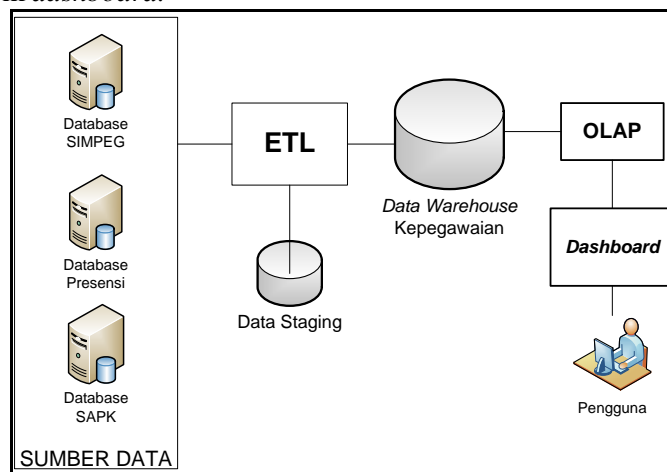 Database
SIMPEG
Database
Presensi
Database
SAPK
SUMBER DATA
ETL
Data Staging
Data Warehouse
Kepegawaian
OLAP
Dashboard
Pengguna